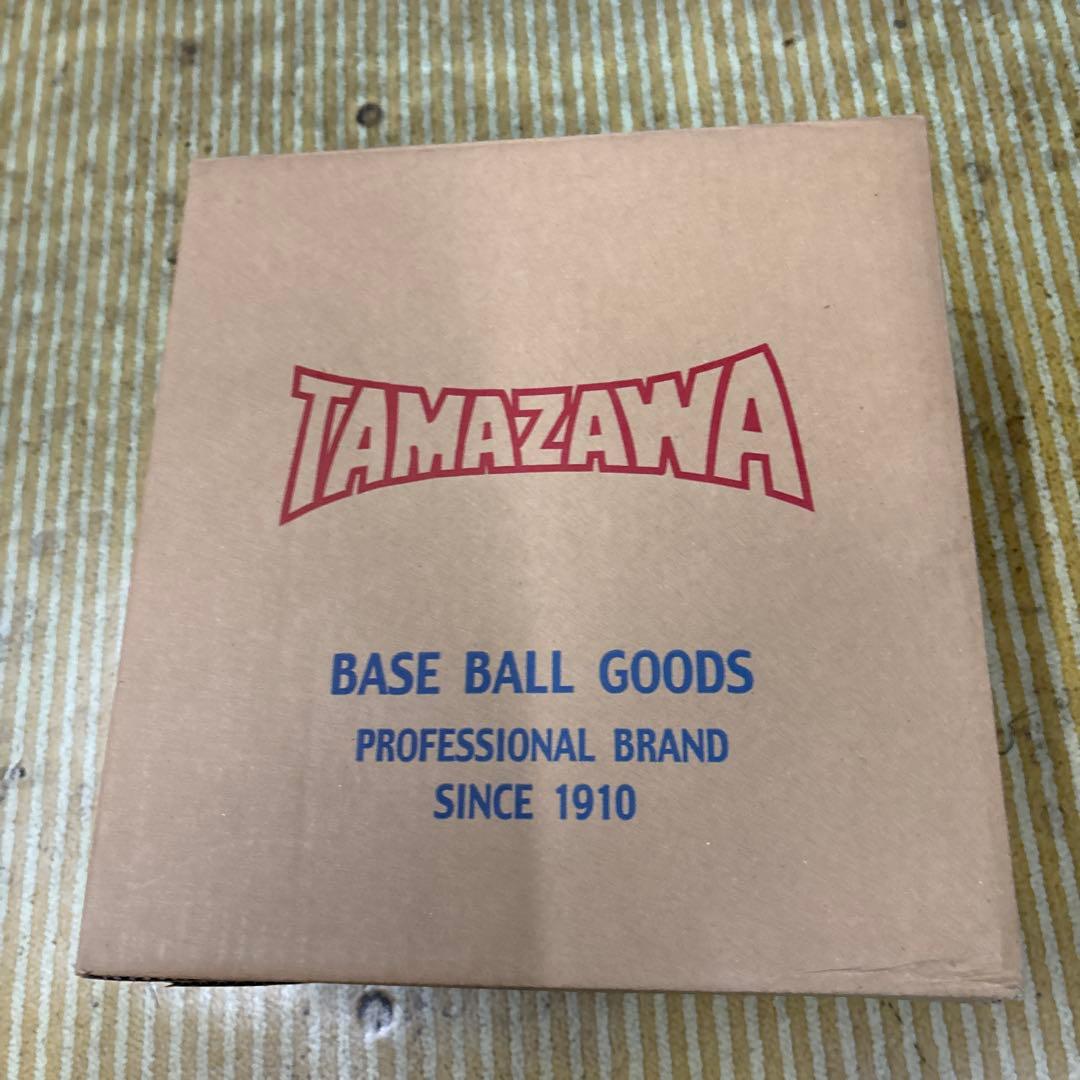 TAMAZAWA
BASE BALL GOODS
PROFESSIONAL BRAND
SINCE 1910